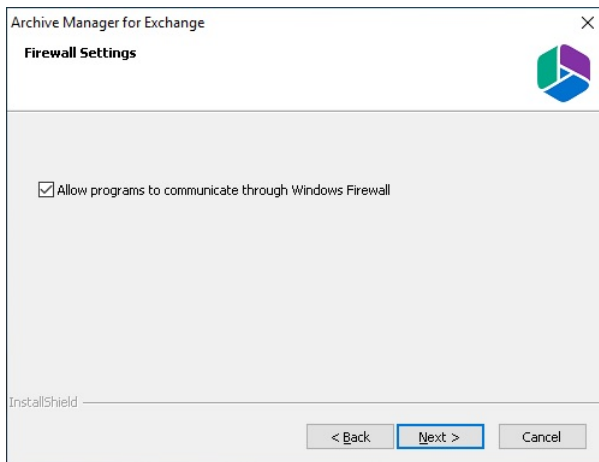 Archive Manager for Exchange
Firewall Settings
Allow programs to communicate through Windows Firewall
InstallShield
< Back
Next >
Cancel